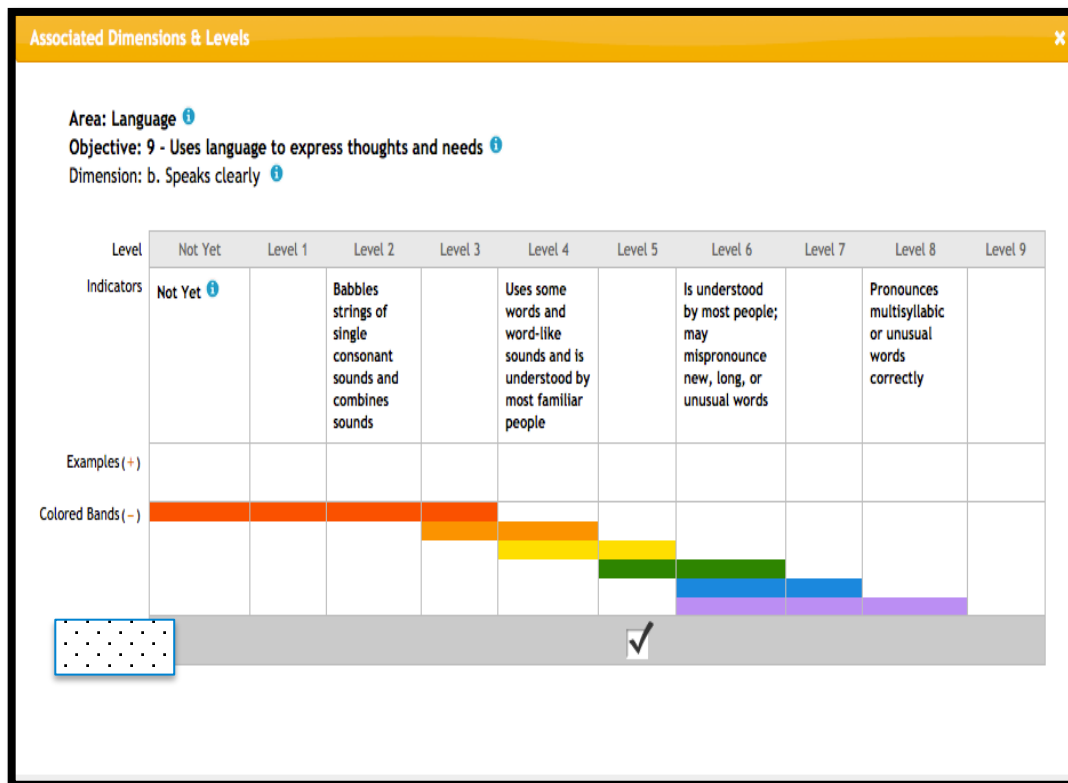 Associated Dimensions & Levels
Area: Language
Objective: 9 - Uses language to express thoughts and needs
Dimension: b. Speaks clearly
Level Not Yet Level 1 Level 2 Level 3 Level 4 Level 5 Level 6 Level 7 Level 8 Level 9
Indicators
Not Yet
Babbles
strings of
single
consonant
sounds and
combines
sounds
Uses some
words and
word-like
sounds and is
understood by
most familiar
people
Is understood
by most people;
may
mispronounce
new, long, or
unusual words
Pronounces
multisyllabic
or unusual
words
correctly
Examples (+)
Colored Bands (-)